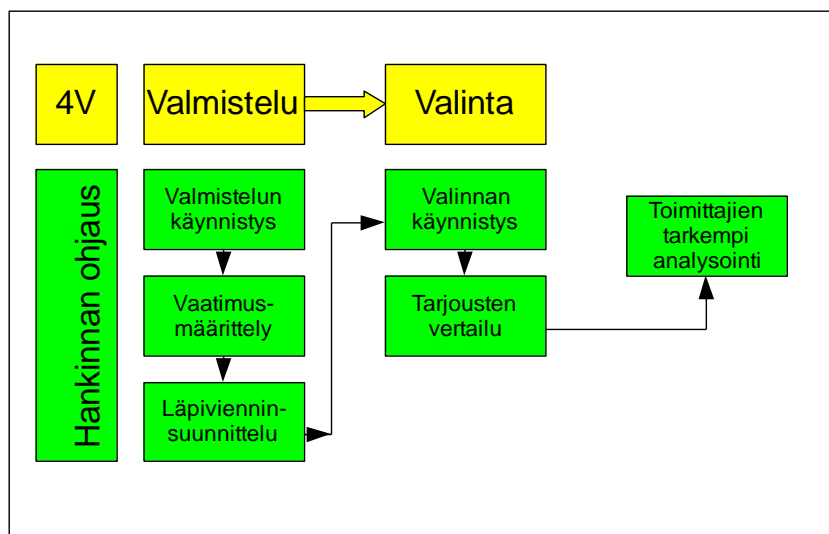 4V
Valmistelu
Valinta
Hankinnan ohjaus
Valmistelun
käynnistys
Vaatimus-
määrittely
Läpiviennin-
suunnittelu
Valinnan
käynnistys
Tarjousten
vertailu
Toimittajien
tarkempi
analysointi